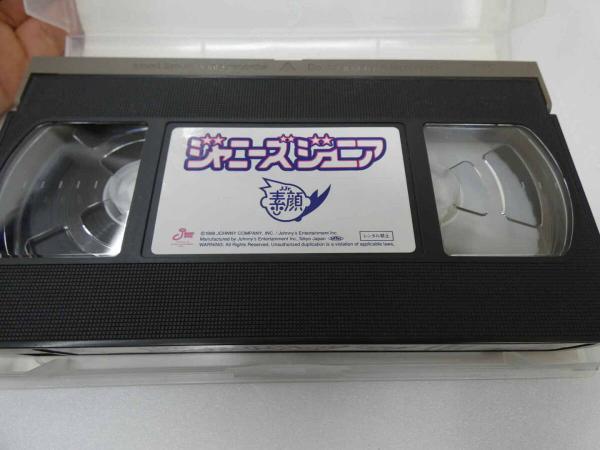 ジャニーズジュニア
J.Jr.
素顔
©1998 JOHNNY COMPANY, INC. / Johnny's Entertainment Inc.
Manufactured by Johnny's Entertainment Inc., Tokyo Japan
WARNING: All Rights Reserved. Unauthorized duplication is a violation of applicable laws.
レンタル禁止